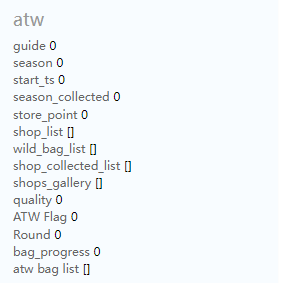 atw
guide 0
season 0
start_ts 0
season_collected 0
store_point 0
shop_list []
wild_bag_list []
shop_collected_list []
shops_gallery []
quality 0
ATW Flag 0
Round 0
bag_progress 0
atw bag list []